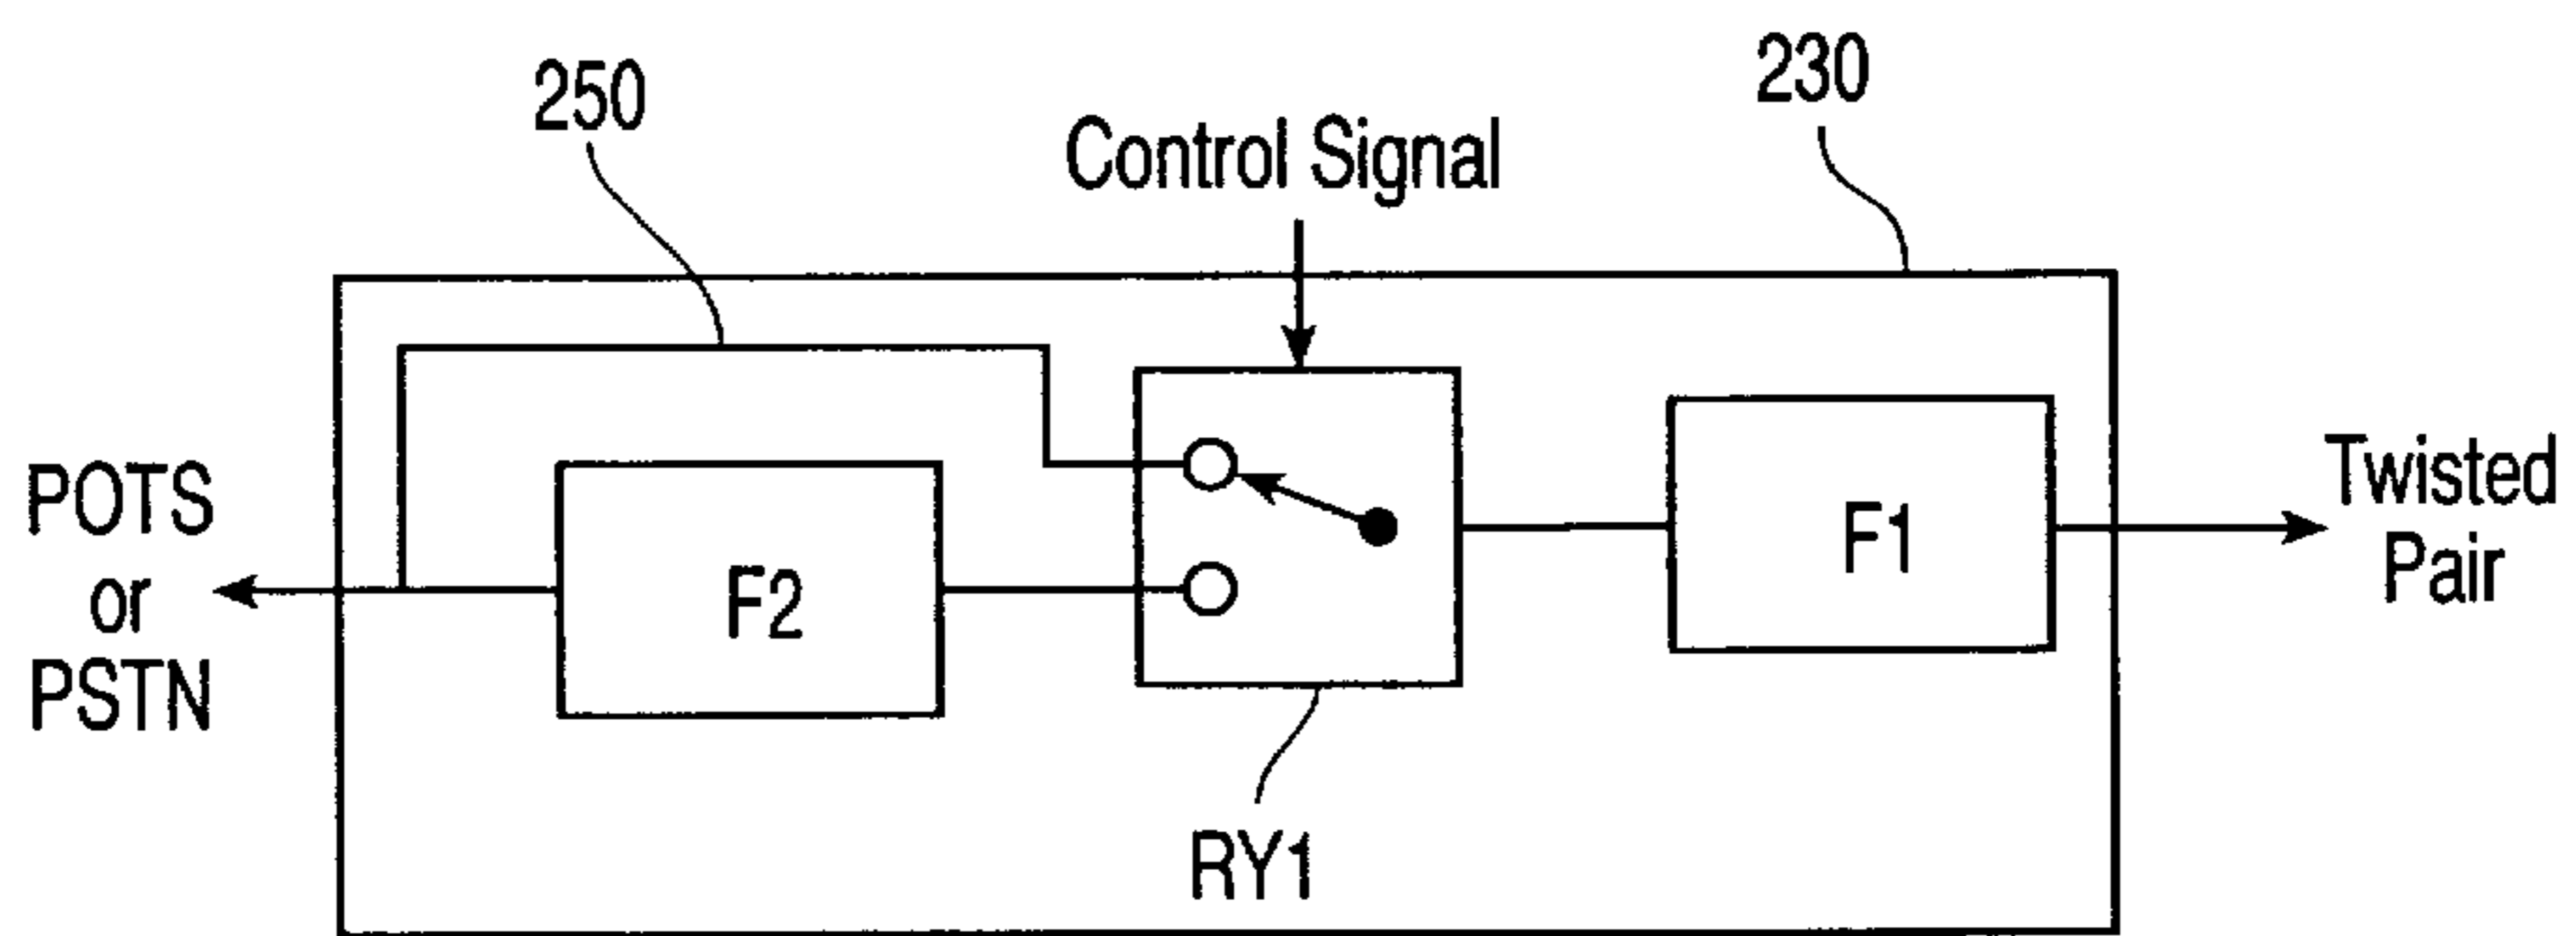 250
230
Control Signal
POTS
or
PSTN
F2
F1
Twisted
Pair
RY1